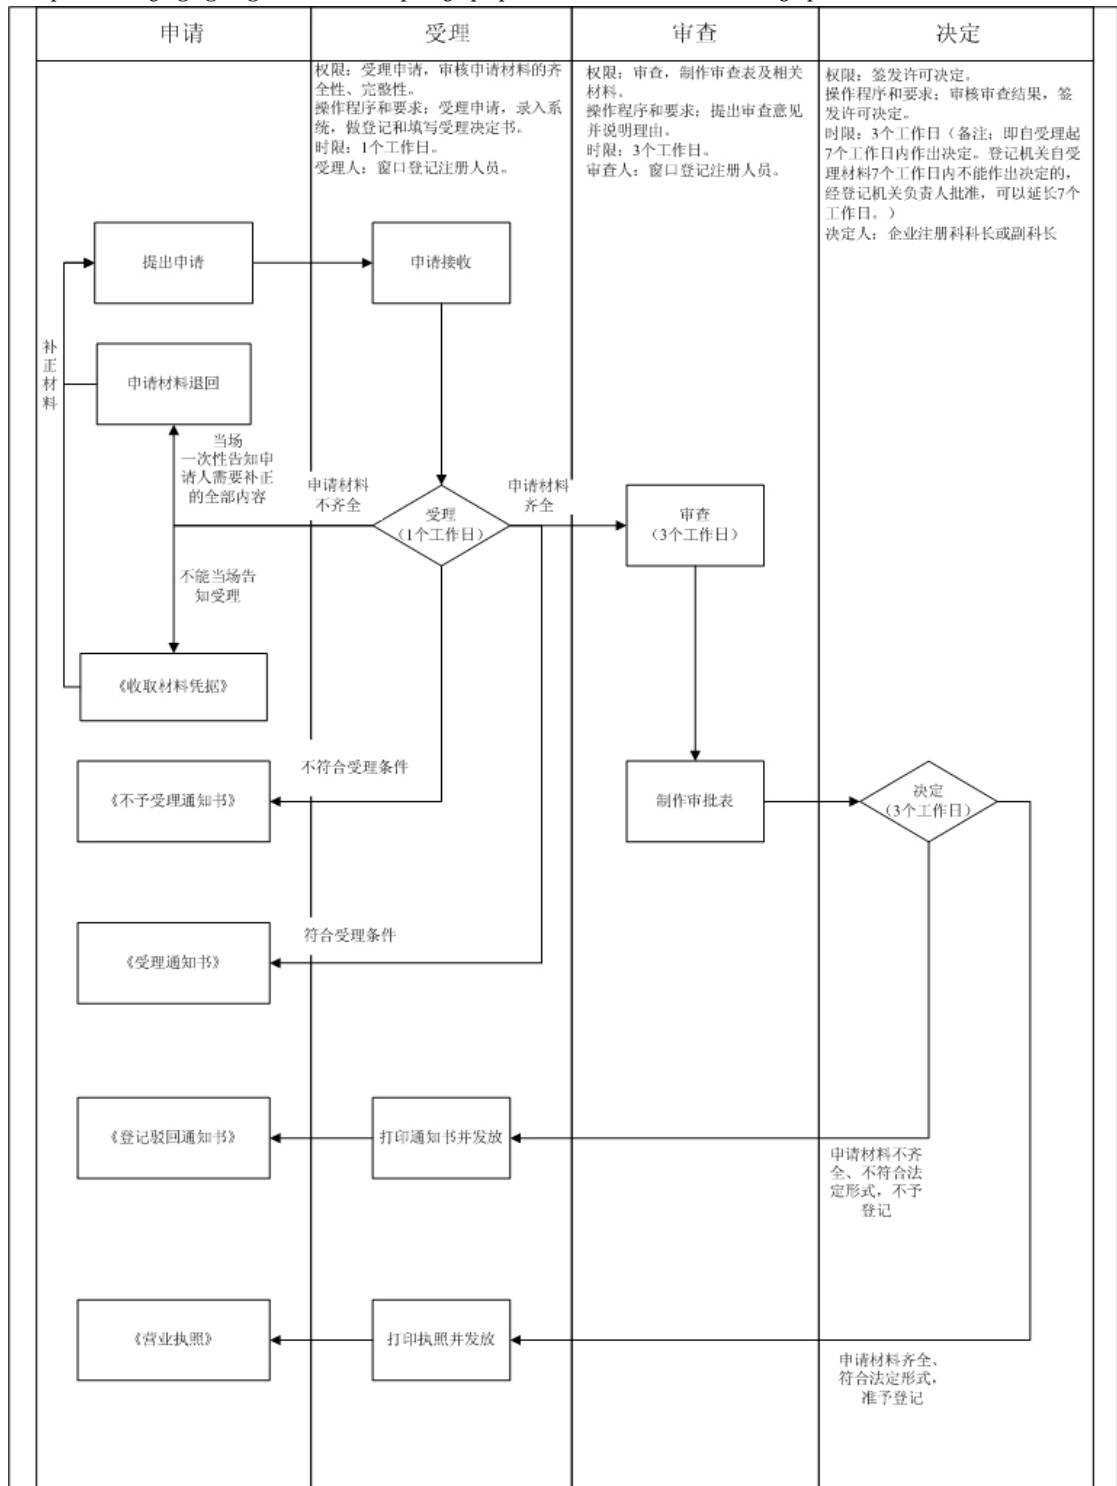 申请
受理
审查
决定
权限：受理申请，审核申请材料的齐
全性、完整性。
操作程序和要求：受理申请，录入系
统，做登记和填写受理决定书。
时限：1个工作日。
受理人：窗口登记注册人员。
权限：审查，制作审查表及相关
材料。
操作程序和要求：提出审查意见
并说明理由。
时限：3个工作日。
审查人：窗口登记注册人员。
权限：签发许可决定。
操作程序和要求：审核审查结果，签
发许可决定。
时限：3个工作日（备注：即自受理起
7个工作日内作出决定。登记机关自受
理材料7个工作日内不能作出决定的，
经登记机关负责人批准，可以延长7个
工作日。）
决定人：企业注册科科长或副科长
提出申请
申请接收
补
正
材
料
申请材料退回
当场
一次性告知申
请人需要补正
的全部内容
申请材料
不齐全
受理
（1个工作日）
申请材料
齐全
审查
（3个工作日）
不能当场告
知受理
《收取材料凭据》
不符合受理条件
《不予受理通知书》
制作审批表
决定
（3个工作日）
符合受理条件
《受理通知书》
《登记驳回通知书》
打印通知书并发放
申请材料不齐
全、不符合法
定形式，不予
登记
《营业执照》
打印执照并发放
申请材料齐全、
符合法定形式，
准予登记